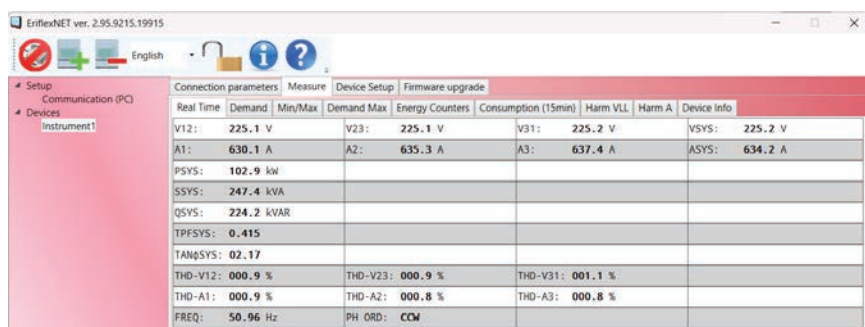 EriflexNET ver. 2.95.9215.19915
English
Setup
Communication (PC)
Devices
Instrument1
Connection parameters Measure Device Setup Firmware upgrade
Real Time Demand Min/Max Demand Max Energy Counters Consumption (15min) Harm VLL Harm A Device Info
V12: 225.1 V V23: 225.1 V V31: 225.2 V VSYS: 225.2 V
A1: 630.1 A A2: 635.3 A A3: 637.4 A ASYS: 634.2 A
PSYS: 102.9 kW
SSYS: 247.4 kVA
QSYS: 224.2 kVAR
TPFSYS: 0.415
TANφSYS: 02.17
THD-V12: 000.9 % THD-V23: 000.9 % THD-V31: 001.1 %
THD-A1: 000.9 % THD-A2: 000.8 % THD-A3: 000.8 %
FREQ: 50.96 Hz PH ORD: CCW